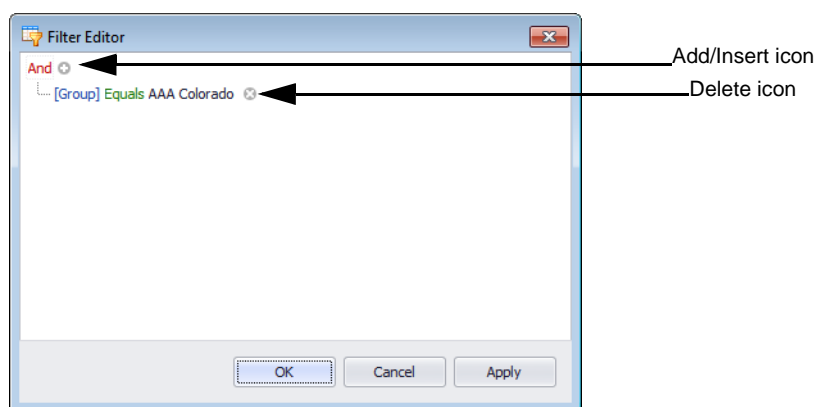 Filter Editor
And
Add/Insert icon
[Group] Equals AAA Colorado
Delete icon
OK Cancel Apply